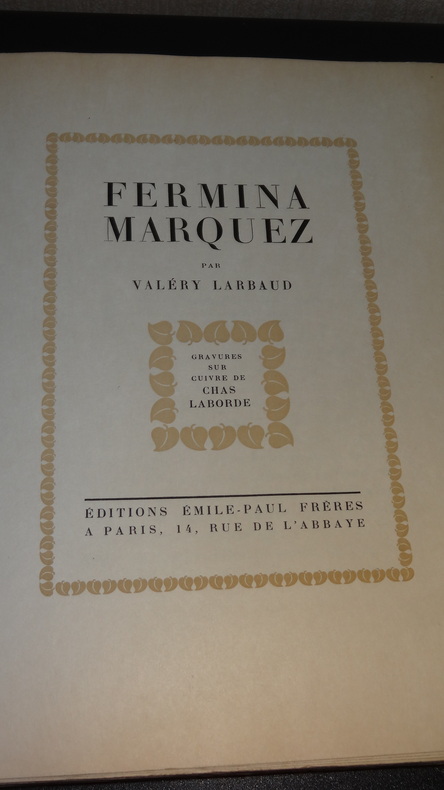 FERMINA
MARQUEZ
PAR
VALÉRY LARBAUD
GRAVURES
SUR
CUIVRE DE
CHAS
LABORDE
ÉDITIONS ÉMILE-PAUL FRÈRES
A PARIS, 14, RUE DE L'ABBAYE